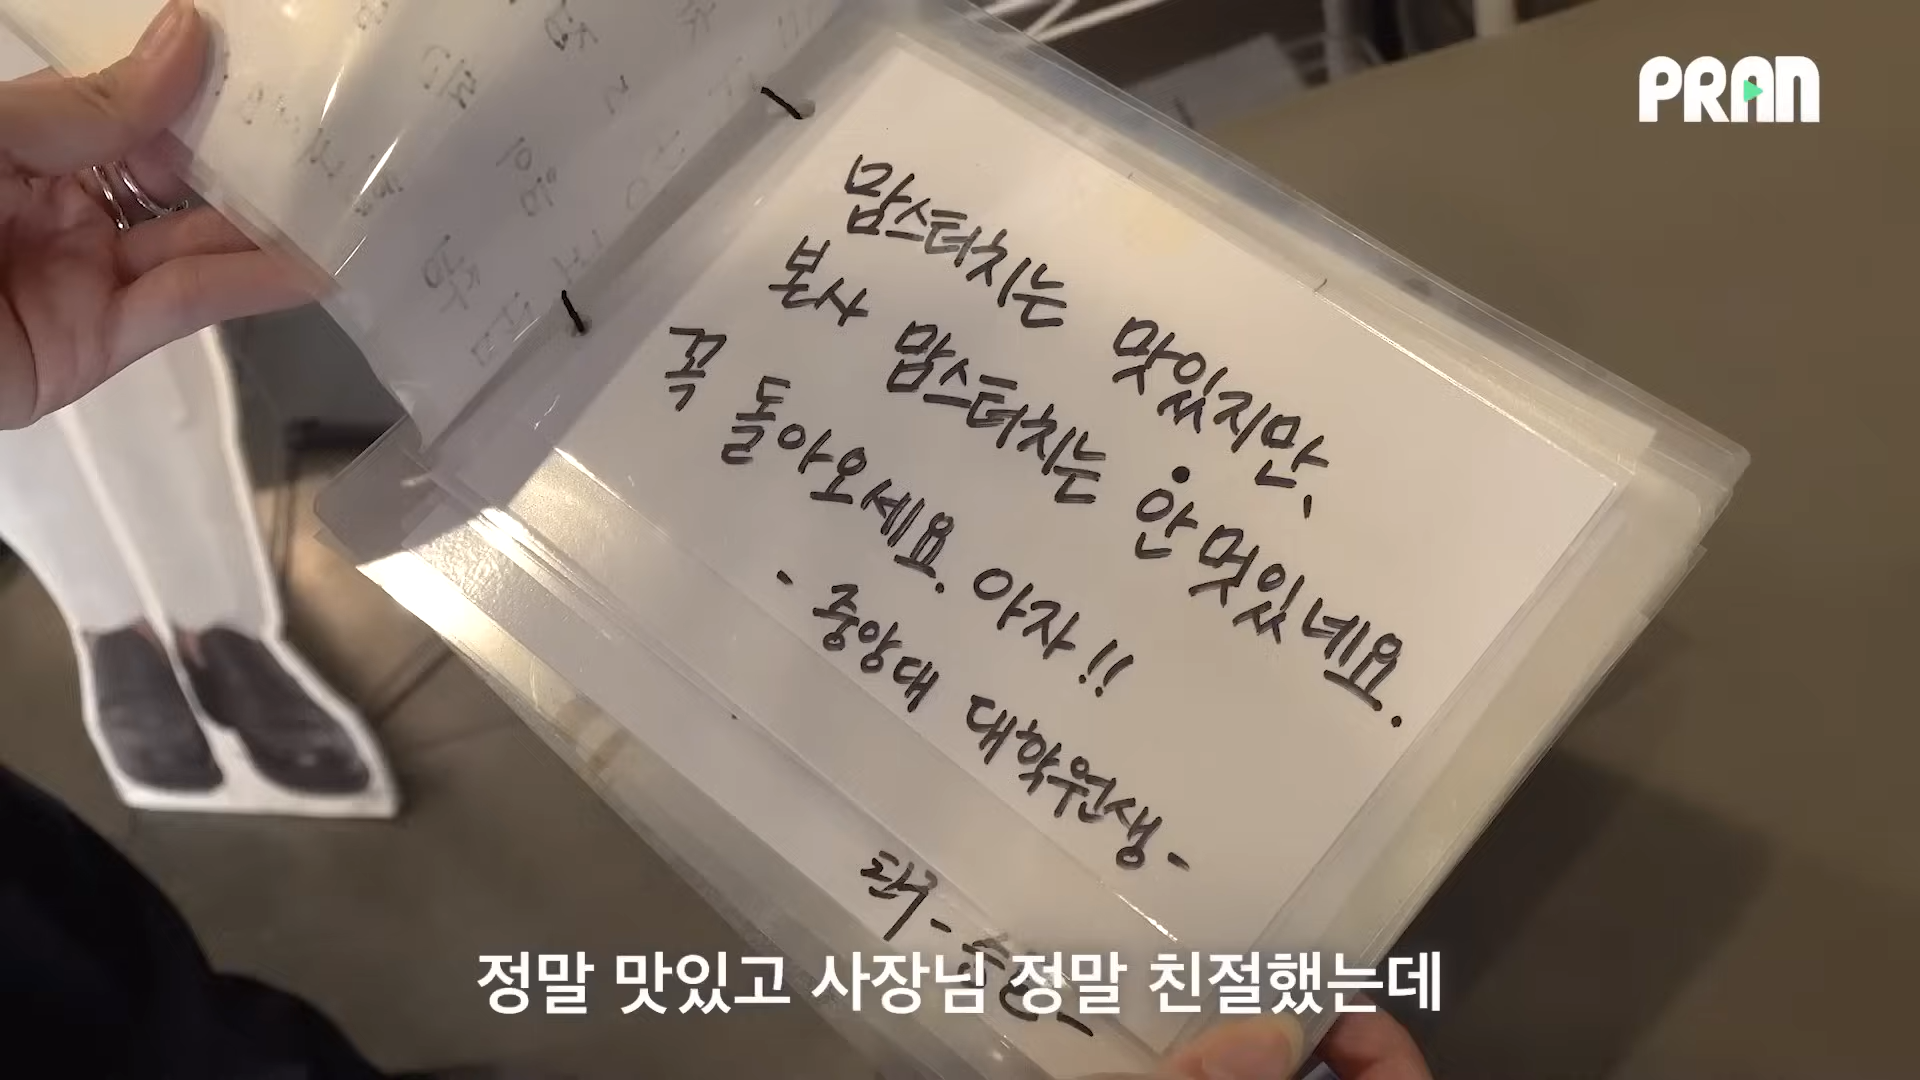 PRAN
맘스터치는 맛있지만,
본사 맘스터치는 안 멋있네요.
꼭 돌아오세요. 아자!!
- 중앙대 대학원생-
정말 맛있고 사장님 정말 친절했는데